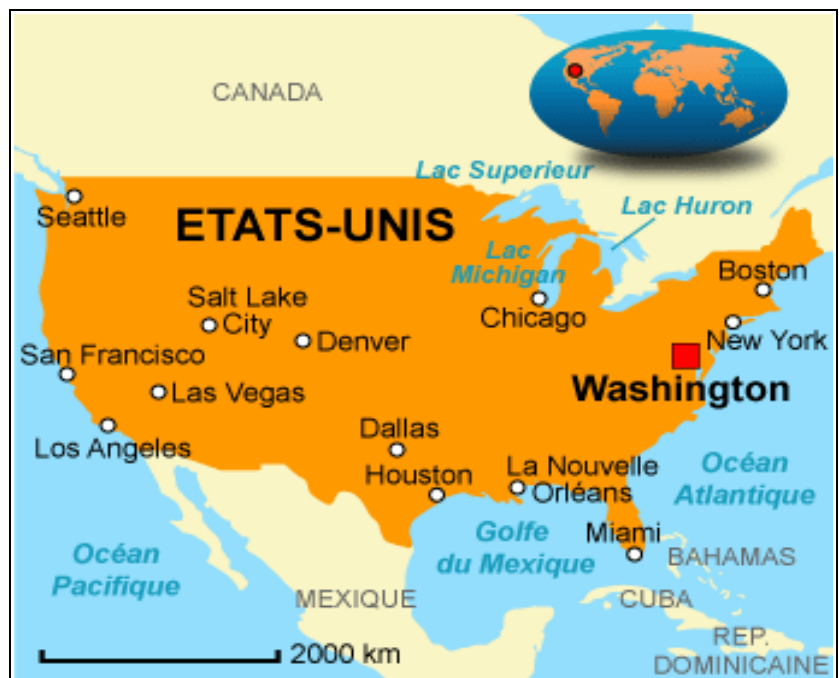 CANADA
Lac Superieur
Lac Huron
Seattle
ETATS-UNIS
Lac
Michigan
Boston
Salt Lake
City
Chicago
Denver
New York
San Francisco
Washington
Las Vegas
Los Angeles
Dallas
Houston
La Nouvelle
Orléans
Océan
Atlantique
Golfe
du Mexique
Miami
Océan
Pacifique
BAHAMAS
MEXIQUE
CUBA
REP.
DOMINICAINE
2000 km